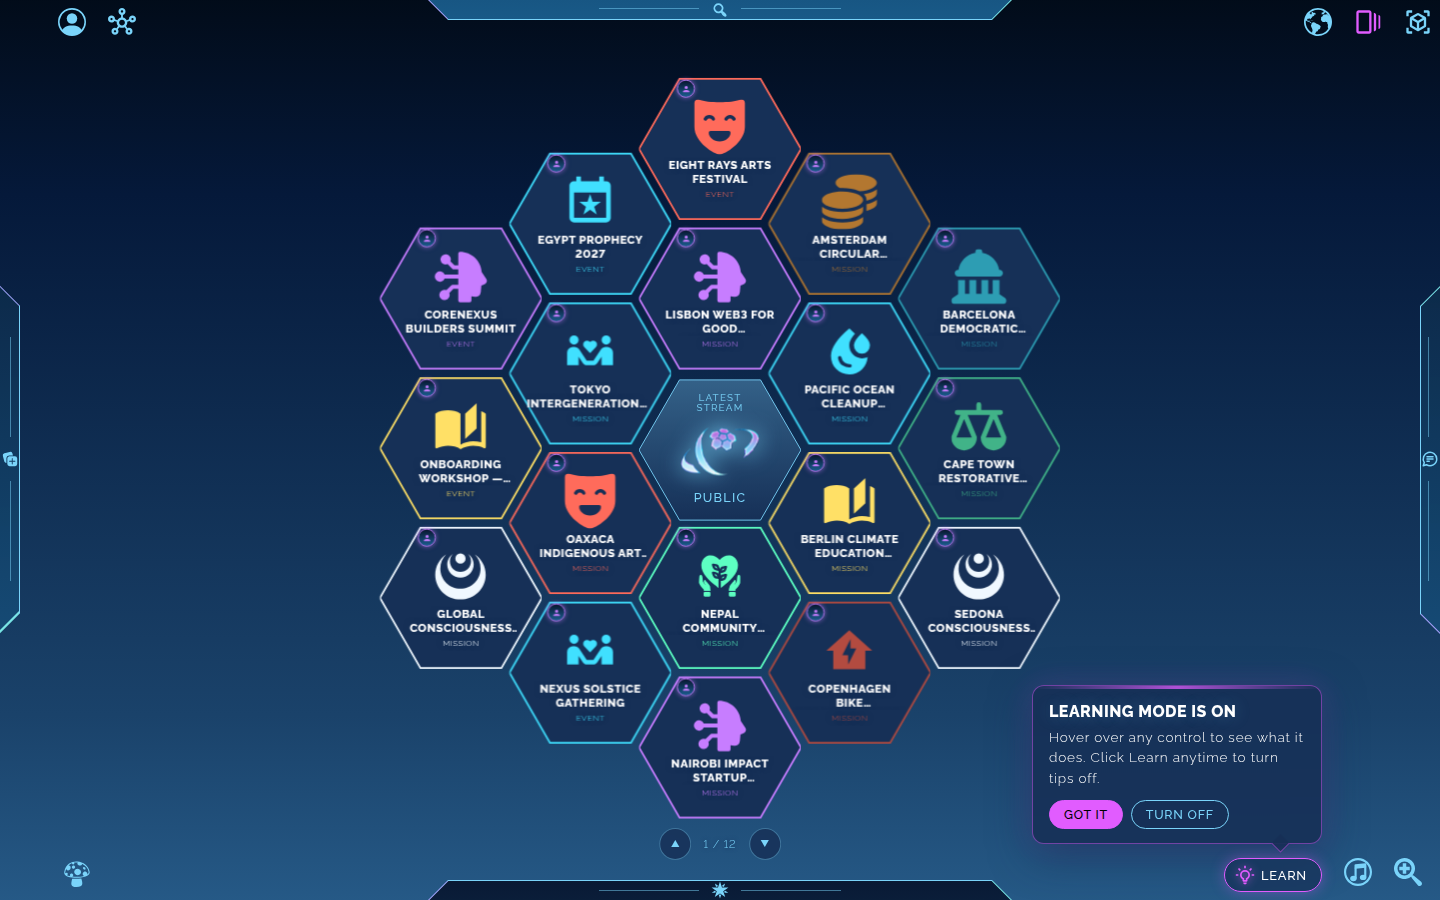 EIGHT RAYS ARTS
FESTIVAL
EVENT
EGYPT PROPHECY
2027
EVENT
AMSTERDAM
CIRCULAR...
MISSION
CORENEXUS
BUILDERS SUMMIT
EVENT
LISBON WEB3 FOR
GOOD...
MISSION
BARCELONA
DEMOCRATIC...
MISSION
TOKYO
INTERGENERATION...
MISSION
PACIFIC OCEAN
CLEANUP...
MISSION
LATEST
STREAM
PUBLIC
ONBOARDING
WORKSHOP —...
EVENT
CAPE TOWN
RESTORATIVE...
MISSION
OAXACA
INDIGENOUS ART...
MISSION
BERLIN CLIMATE
EDUCATION...
MISSION
GLOBAL
CONSCIOUSNESS...
MISSION
NEPAL
COMMUNITY...
MISSION
SEDONA
CONSCIOUSNESS...
MISSION
NEXUS SOLSTICE
GATHERING
EVENT
COPENHAGEN
BIKE...
MISSION
NAIROBI IMPACT
STARTUP...
MISSION
1 / 12
LEARNING MODE IS ON
Hover over any control to see what it
does. Click Learn anytime to turn
tips off.
GOT IT
TURN OFF
LEARN